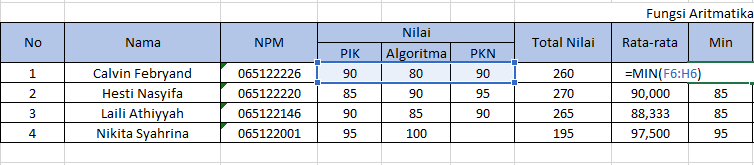 Fungsi Aritmatika
No Nama NPM Nilai Total Nilai Rata-rata Min
PIK Algoritma PKN
1 Calvin Febryand 065122226 90 80 90 260 =MIN(F6:H6)
2 Hesti Nasyifa 065122220 85 90 95 270 90,000 85
3 Laili Athiyyah 065122146 90 85 90 265 88,333 85
4 Nikita Syahrina 065122001 95 100 195 97,500 95